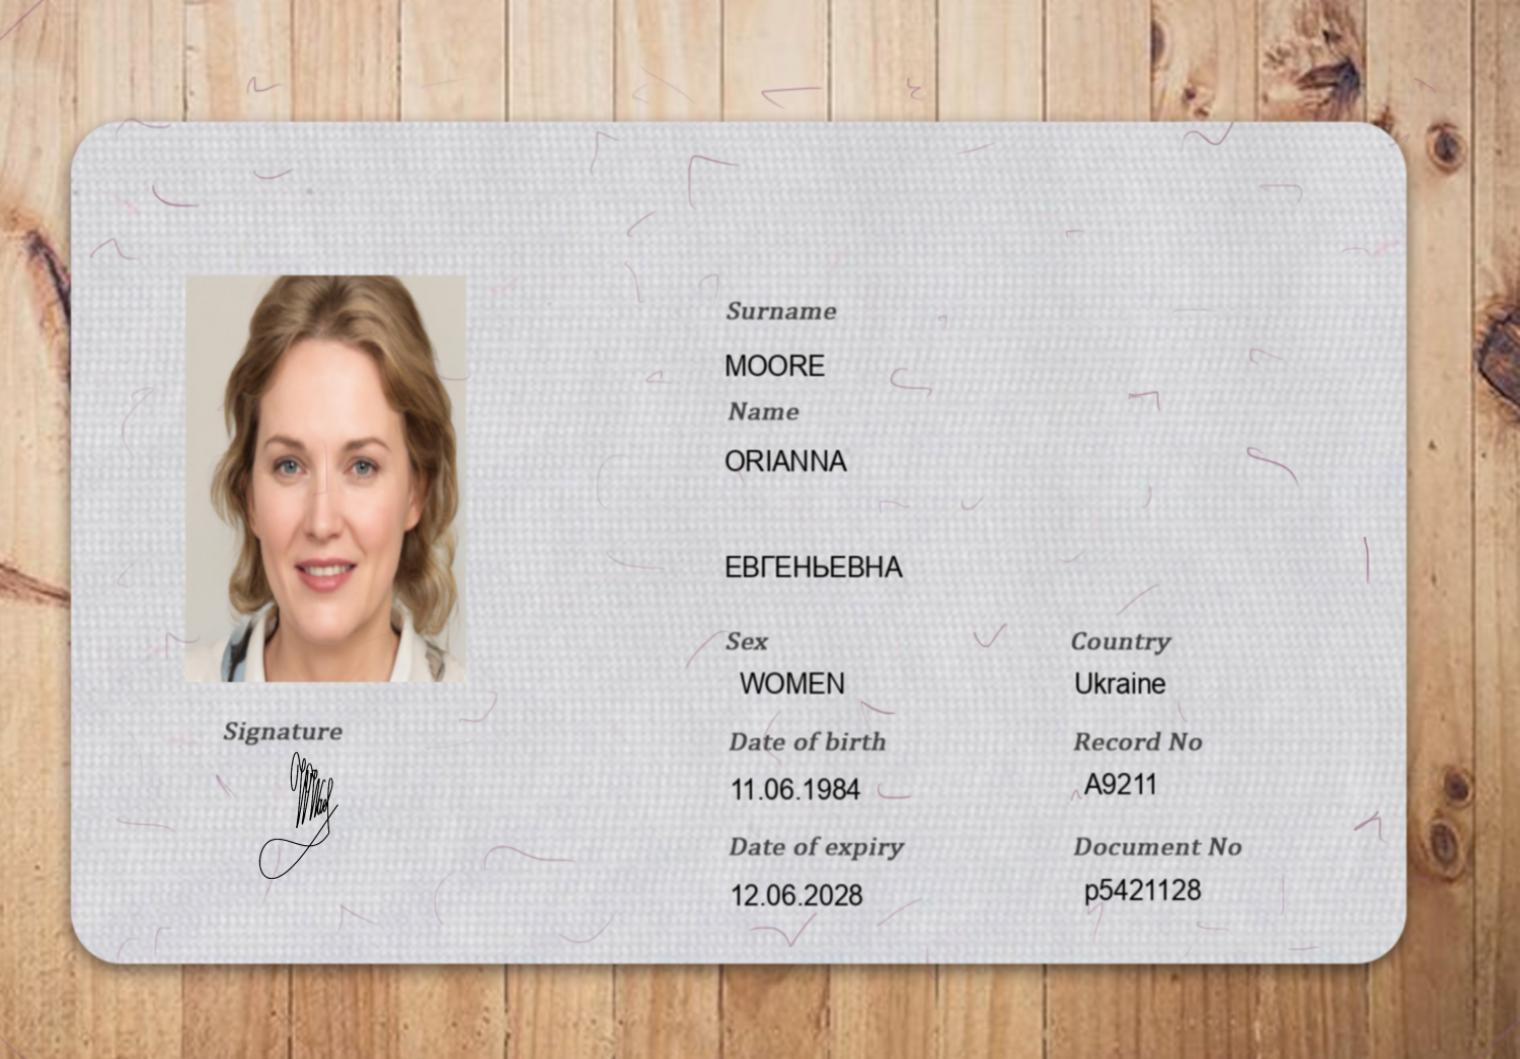 Surname
MOORE
Name
ORIANNA
ЕВГЕНЬЕВНА
Sex Country
WOMEN Ukraine
Signature
Date of birth Record No
11.06.1984 A9211
Date of expiry Document No
12.06.2028 p5421128